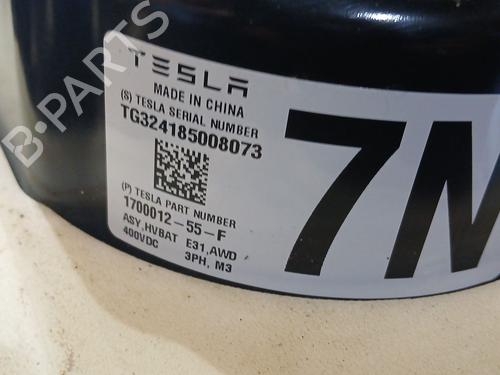 TESLA
MADE IN CHINA
(S) TESLA SERIAL NUMBER
TG324185008073
(P) TESLA PART NUMBER
1700012-55-F
ASY,HVBAT E31,AWD
400VDC 3PH, M3
7M
B-PARTS